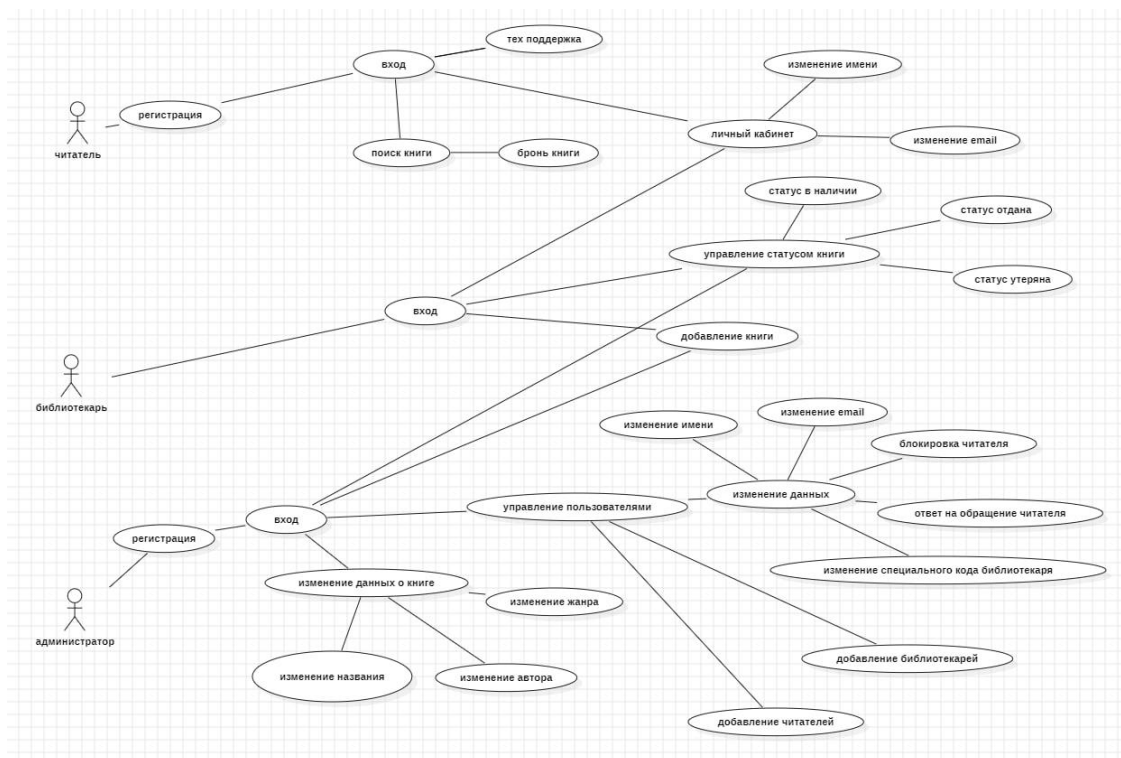 тех поддержка
вход
изменение имени
регистрация
читатель
личный кабинет
изменение email
поиск книги
бронь книги
статус в наличии
статус отдана
управление статусом книги
статус утеряна
вход
добавление книги
библиотекарь
изменение email
изменение имени
блокировка читателя
изменение данных
управление пользователями
ответ на обращение читателя
вход
регистрация
изменение специального кода библиотекаря
изменение данных о книге
изменение жанра
администратор
добавление библиотекарей
изменение названия
изменение автора
добавление читателей